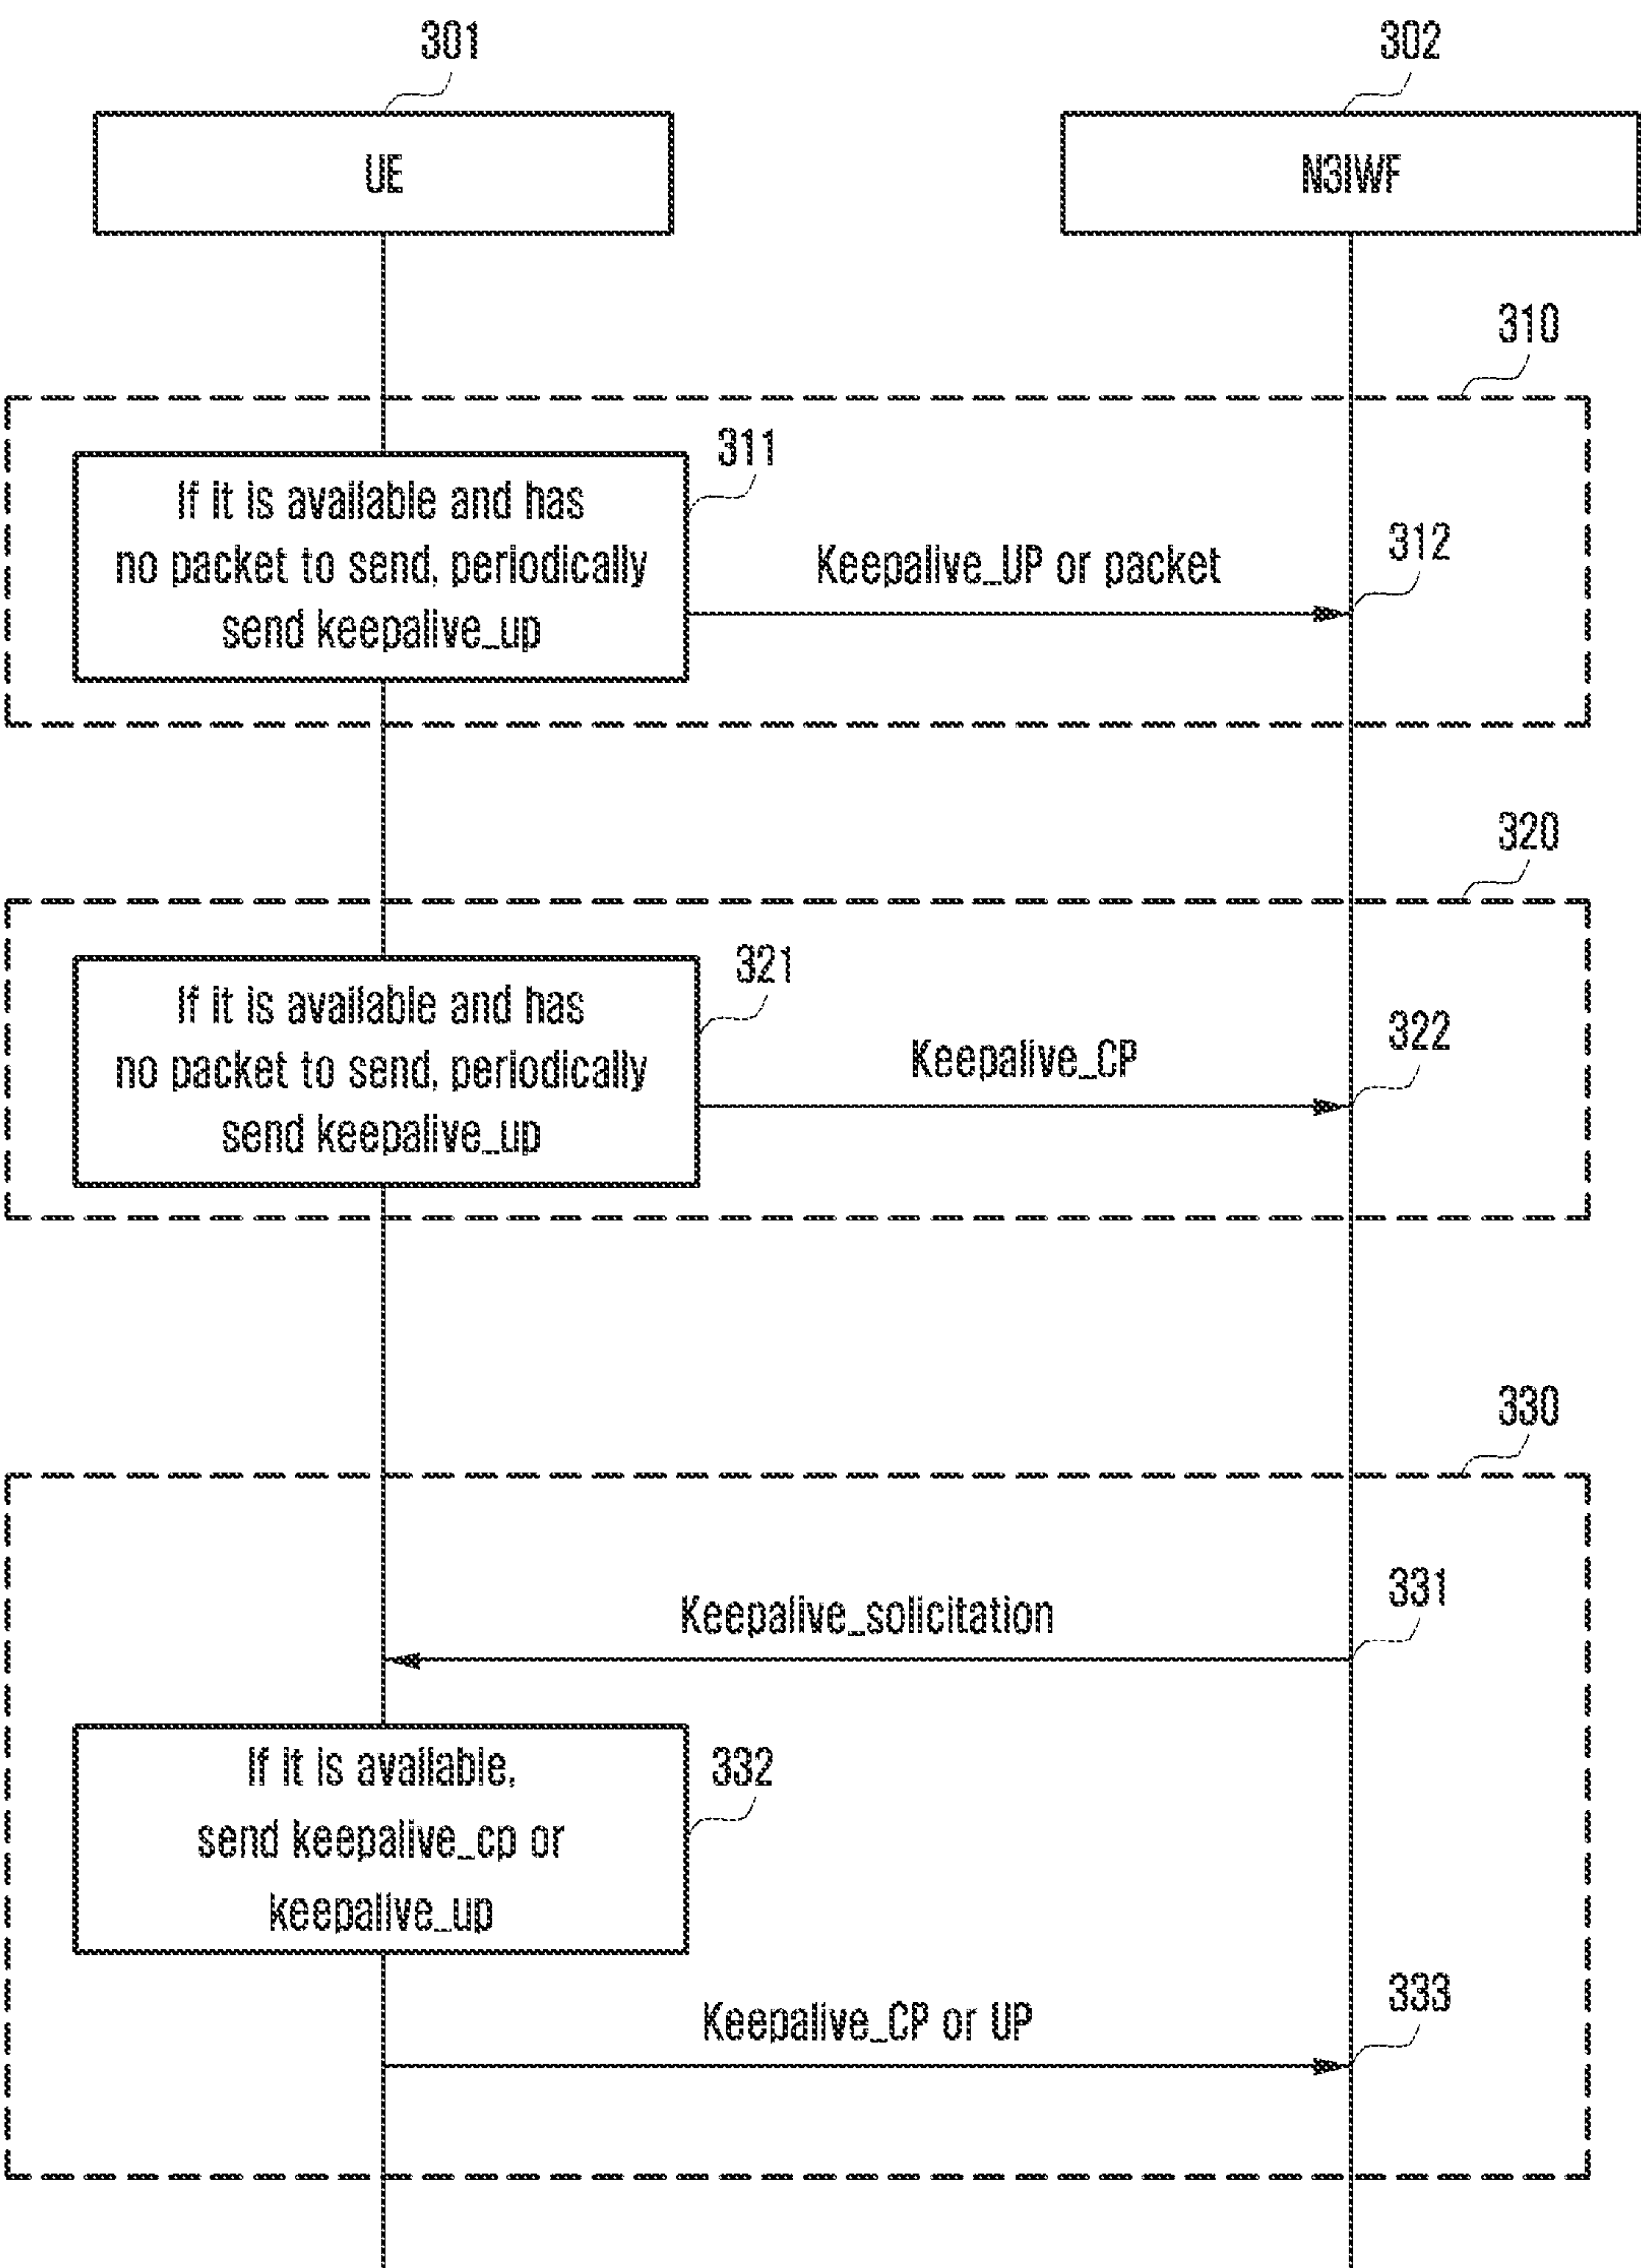 301
302
UE
N3IWF
310
311
If it is available and has
no packet to send, periodically
send keepalive_up
Keepalive_UP or packet
312
320
321
If it is available and has
no packet to send, periodically
send keepalive_up
Keepalive_CP
322
330
331
Keepalive_solicitation
If it is available,
send keepalive_cp or
keepalive_up
332
333
Keepalive_CP or UP